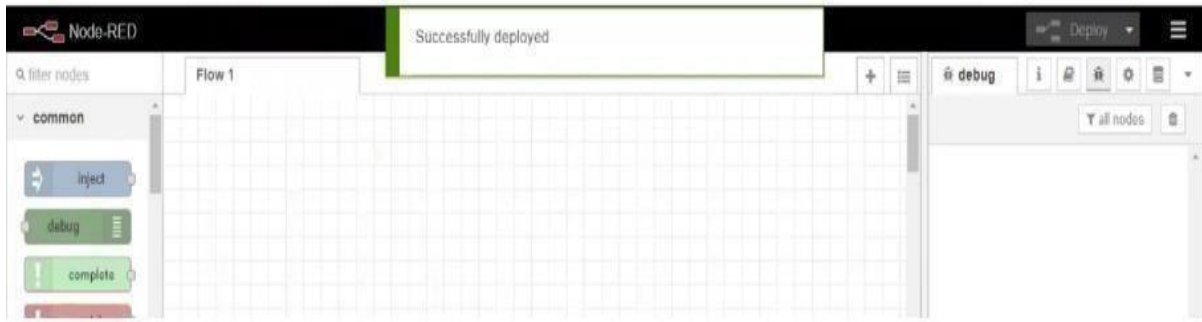 Node-RED
Successfully deployed
Deploy
filter nodes
Flow 1
debug
i
all nodes
common
inject
debug
complete